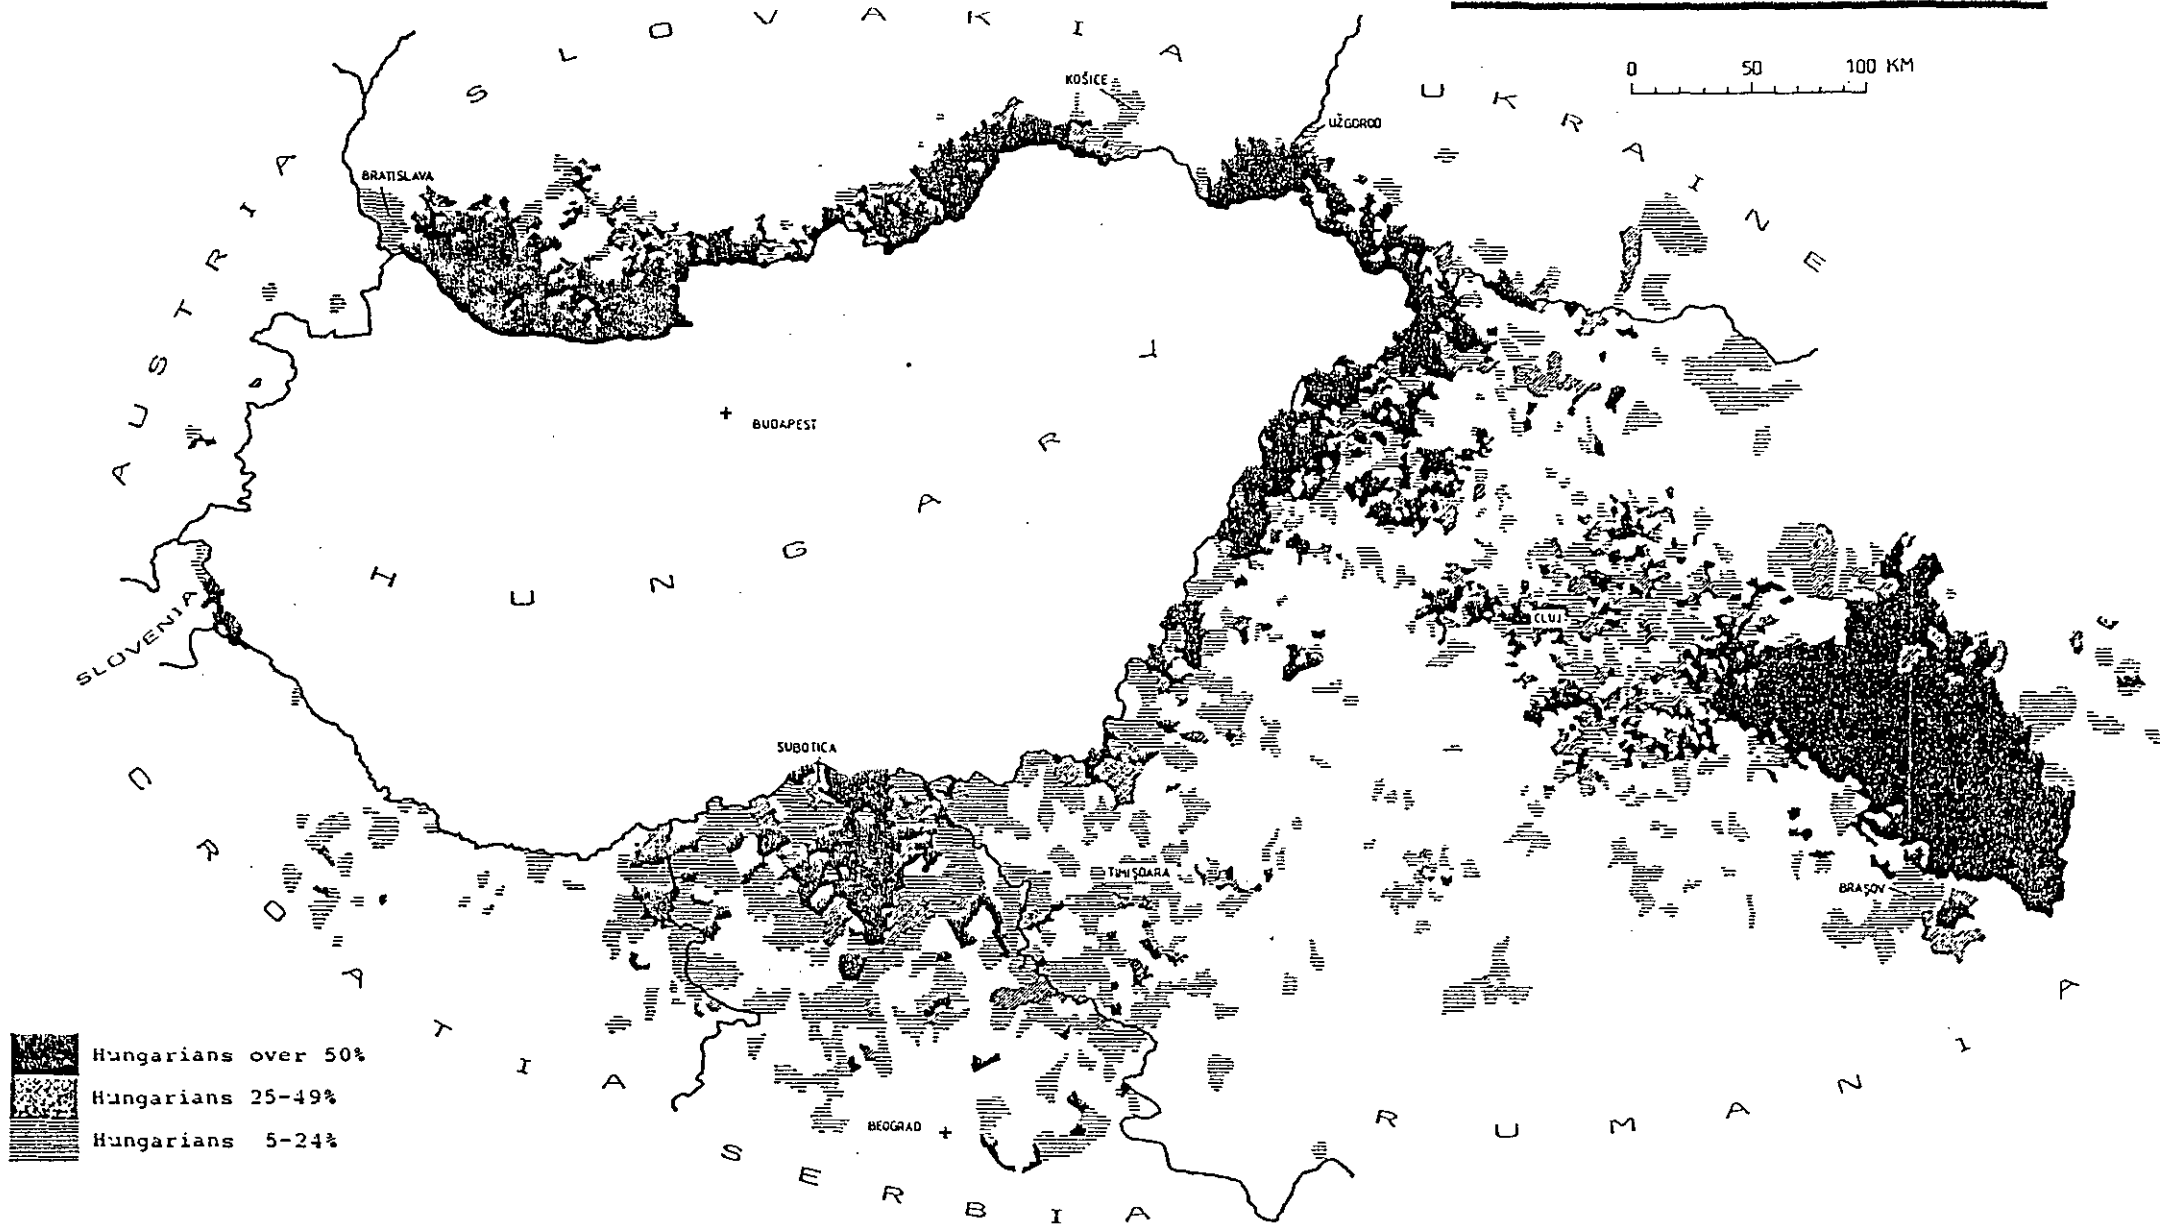 SLOVAKIA
0 50 100 KM
UKRAINE
KOŠICE
UŽGOROD
AUSTRIA
BRATISLAVA
BUDAPEST
HUNGARY
SLOVENIA
CLUJ
SUBOTICA
CROATIA
TIMIŞOARA
BRAŞOV
RUMANIA
BEOGRAD
SERBIA
Hungarians over 50%
Hungarians 25-49%
Hungarians 5-24%